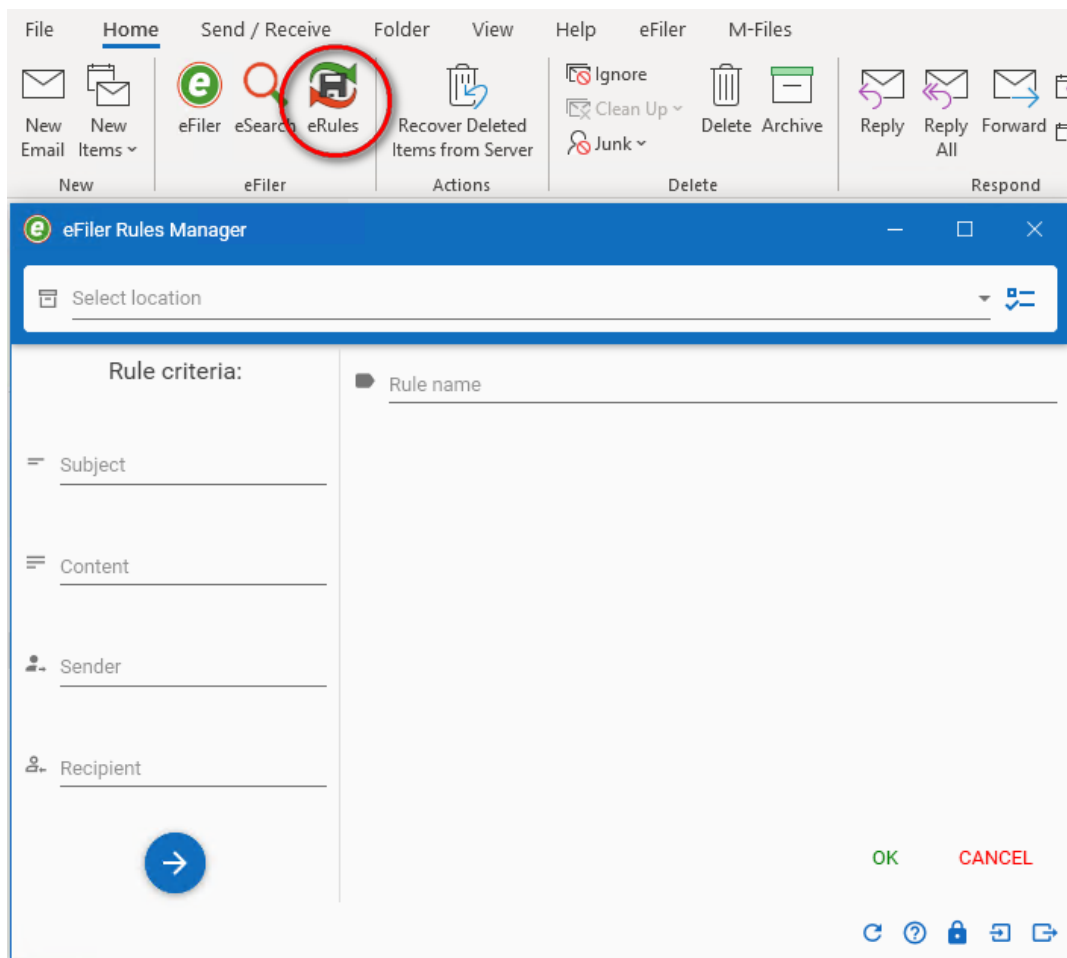 File Home Send / Receive Folder View Help eFiler M-Files
New Email
New Items
eFiler
eSearch
eRules
Recover Deleted
Items from Server
Ignore
Clean Up
Junk
Delete
Archive
Reply
Reply All
Forward
New eFiler Actions Delete Respond
e eFiler Rules Manager
Select location
Rule criteria:
Rule name
Subject
Content
Sender
Recipient
OK CANCEL